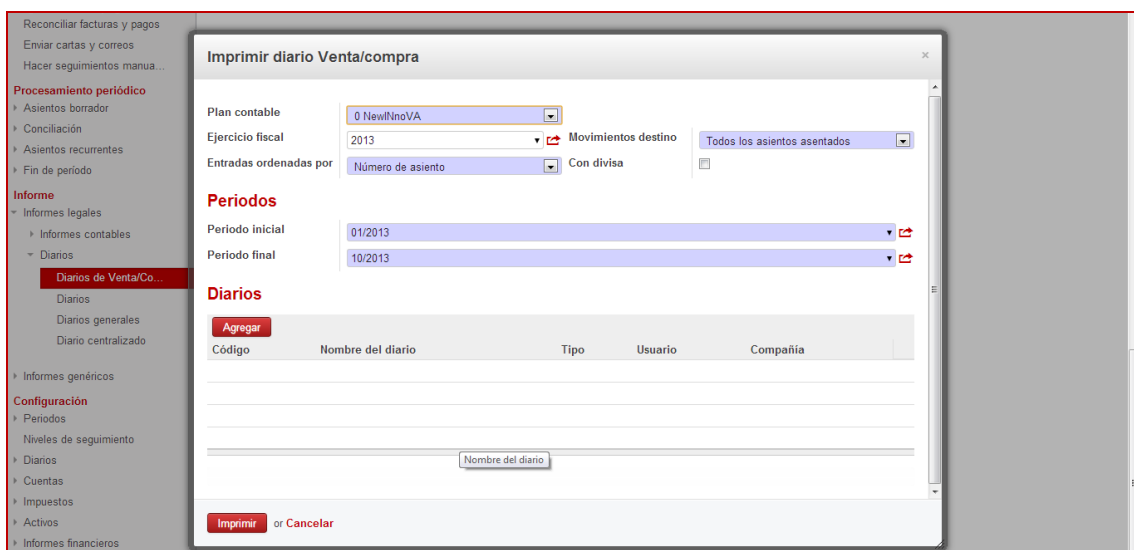 Reconciliar facturas y pagos
Enviar cartas y correos
Hacer seguimientos manua...
Procesamiento periódico
Asientos borrador
Conciliación
Asientos recurrentes
Fin de período
Informe
Informes legales
Informes contables
Diarios
Diarios de Venta/Co...
Diarios
Diarios generales
Diario centralizado
Informes genéricos
Configuración
Periodos
Niveles de seguimiento
Diarios
Cuentas
Impuestos
Activos
Informes financieros
Imprimir diario Venta/compra ×
Plan contable 0 NewINnoVA
Ejercicio fiscal 2013 Movimientos destino Todos los asientos asentados
Entradas ordenadas por Número de asiento Con divisa
Periodos
Periodo inicial 01/2013
Periodo final 10/2013
Diarios
Agregar
Código Nombre del diario Tipo Usuario Compañía
Nombre del diario
Imprimir or Cancelar